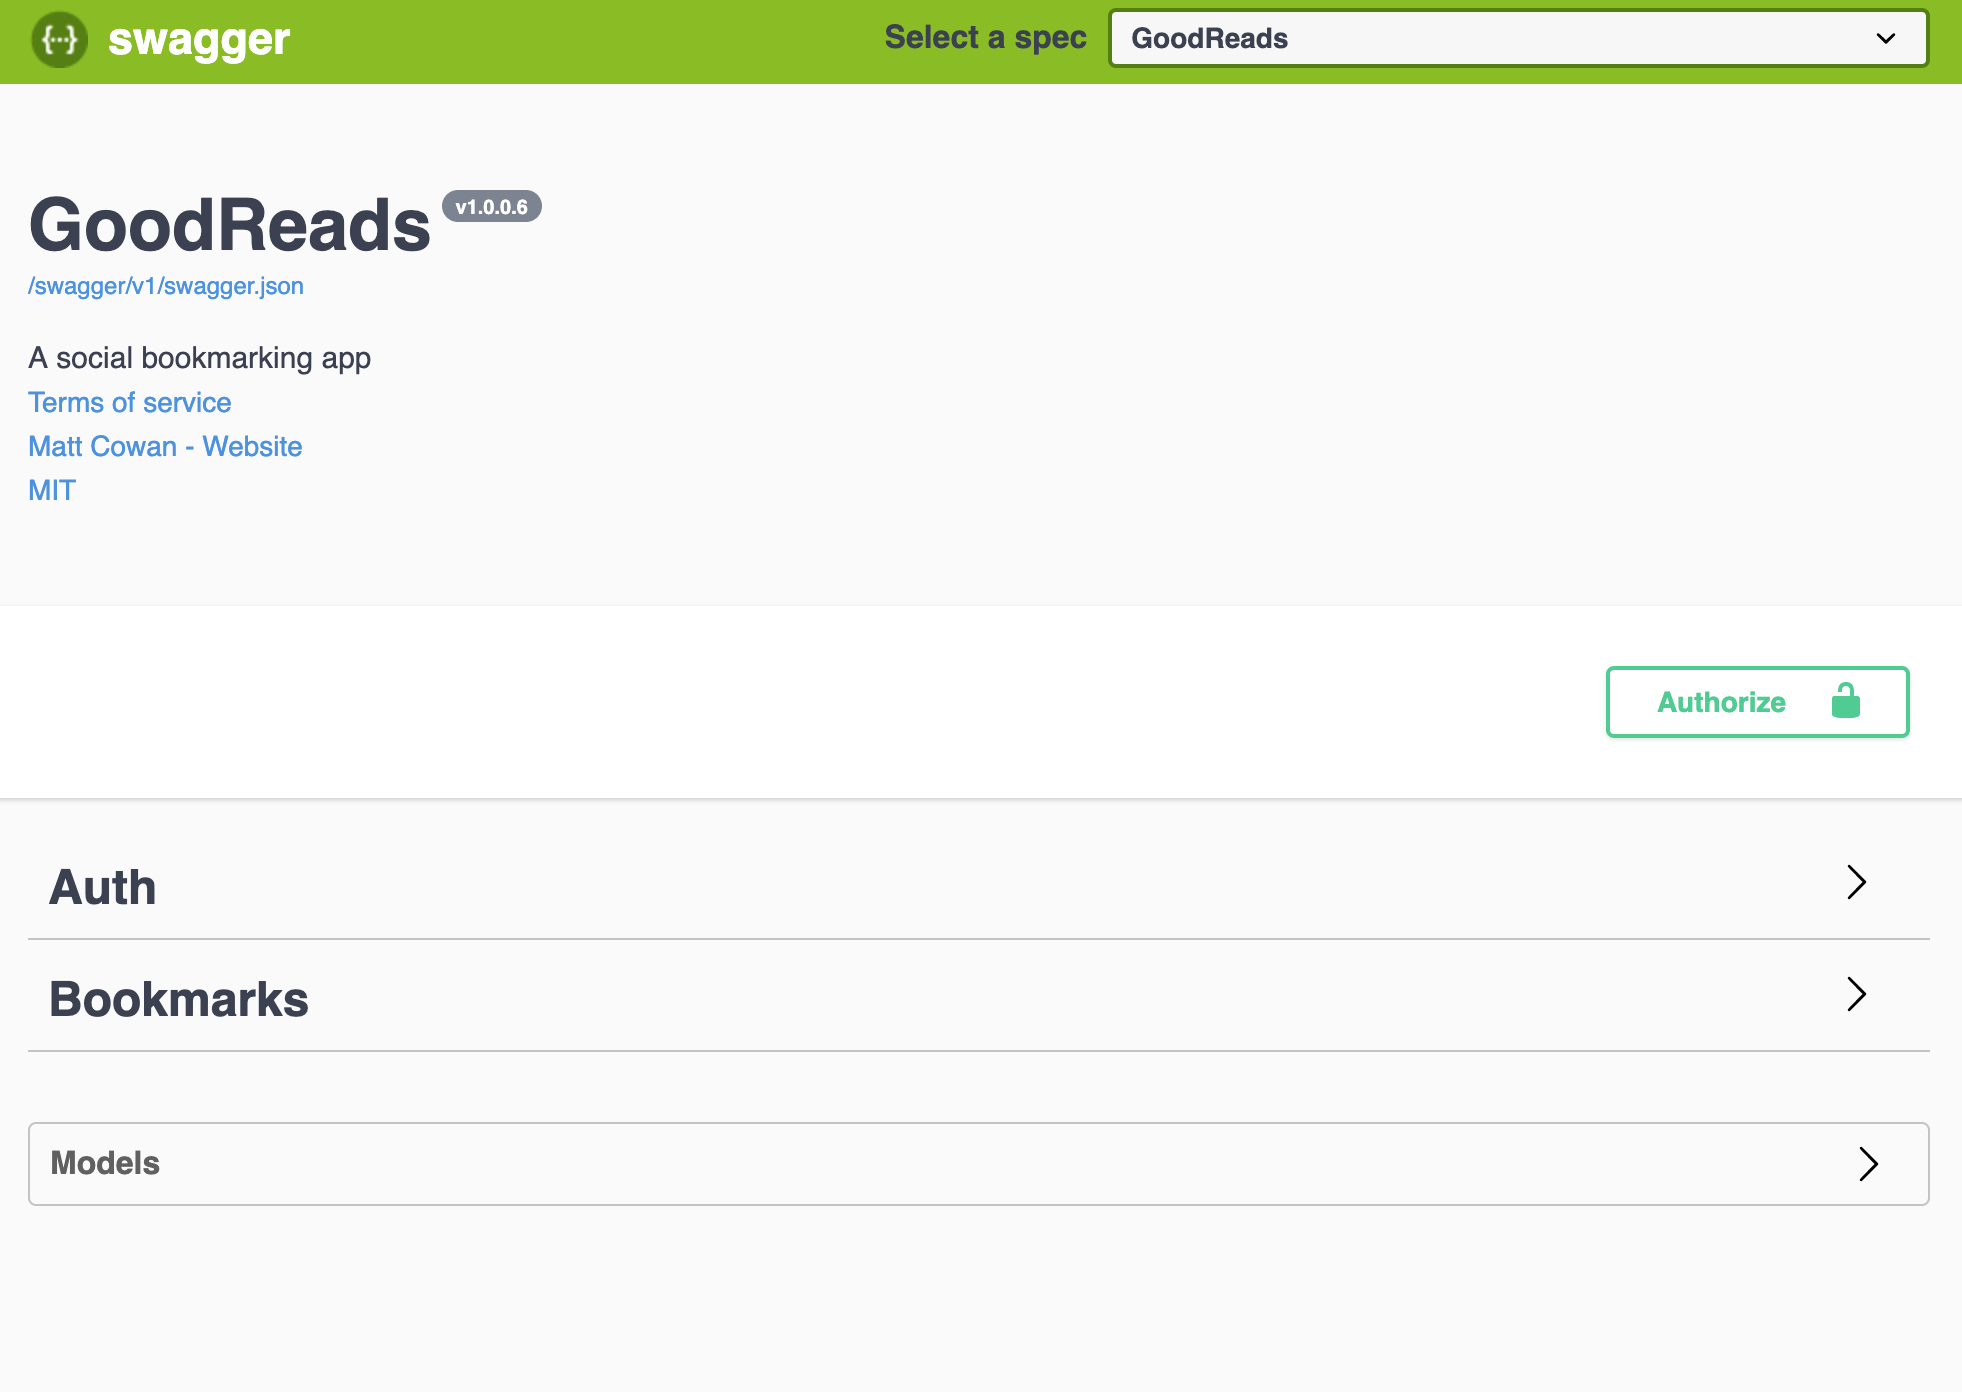 {...} swagger
Select a spec
GoodReads
GoodReads v1.0.0.6
/swagger/v1/swagger.json
A social bookmarking app
Terms of service
Matt Cowan - Website
MIT
Authorize
Auth
Bookmarks
Models